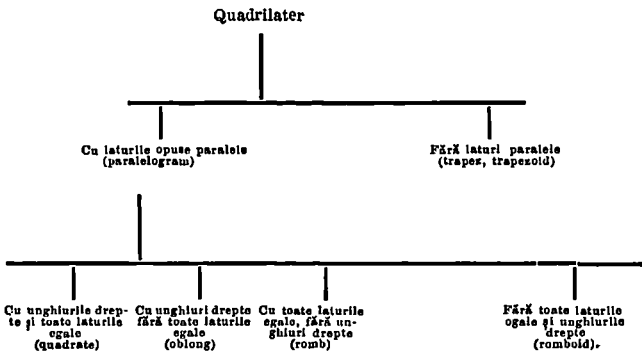 Quadrilater
Cu laturile opuse paralele
(paralelogram)
Fără laturi paralele
(trapez, trapezoid)
Cu unghiurile drep-
te și toate laturile
egale
(quadrate)
Cu unghiuri drepte
fără toate laturile
egale
(oblong)
Cu toate laturile
egale, fără un-
ghiuri drepte
(romb)
Fără toate laturile
egale și unghiurile
drepte
(romboid).